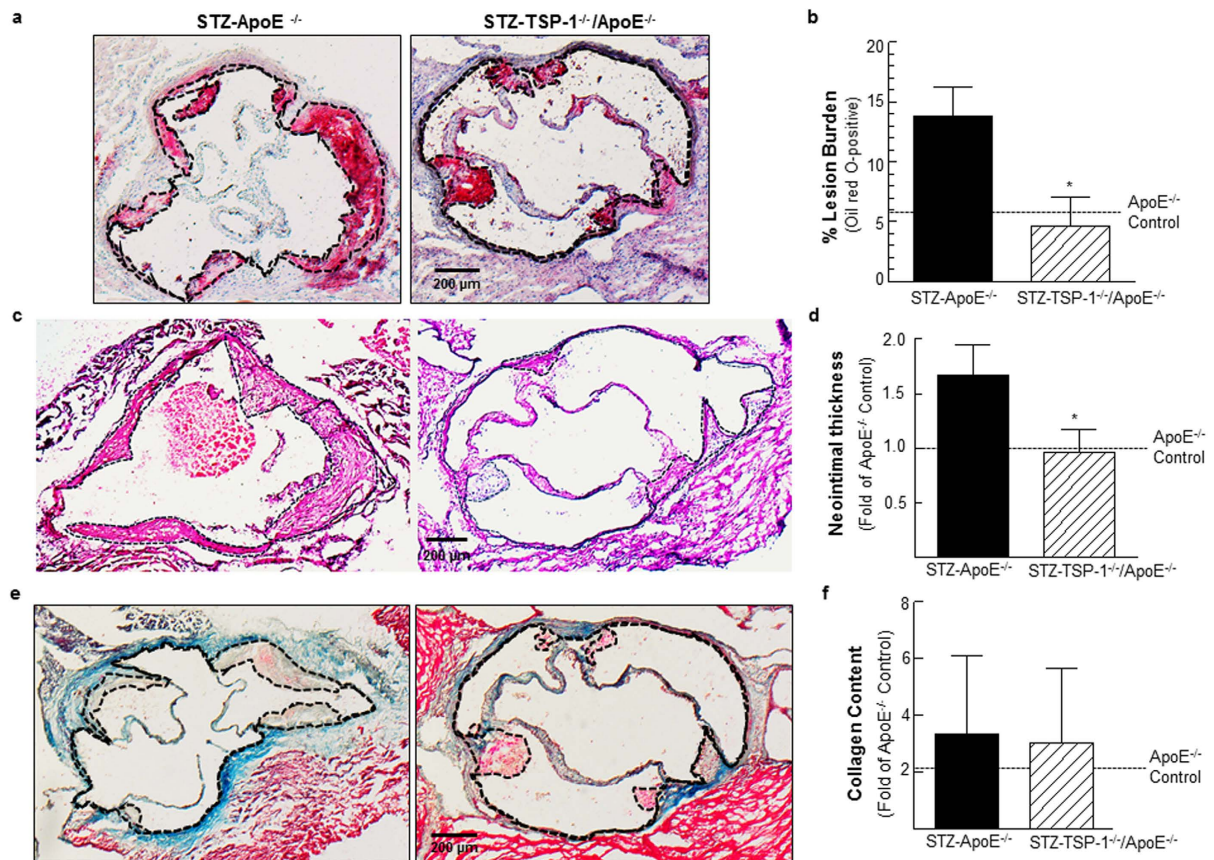 a
STZ-ApoE -/-
STZ-TSP-1-/-/ApoE-/-
200 µm
b
% Lesion Burden
(Oil red O-positive)
20
15
10
5
0
*
ApoE-/-
Control
STZ-ApoE-/-
STZ-TSP-1-/-/ApoE-/-
c
200 µm
d
Neointimal thickness
(Fold of ApoE-/- Control)
2.0
1.5
1.0
0.5
*
ApoE-/-
Control
STZ-ApoE-/-
STZ-TSP-1-/-/ApoE-/-
e
200 µm
f
Collagen Content
(Fold of ApoE-/- Control)
8
6
4
2
ApoE-/-
Control
STZ-ApoE-/-
STZ-TSP-1-/-/ApoE-/-